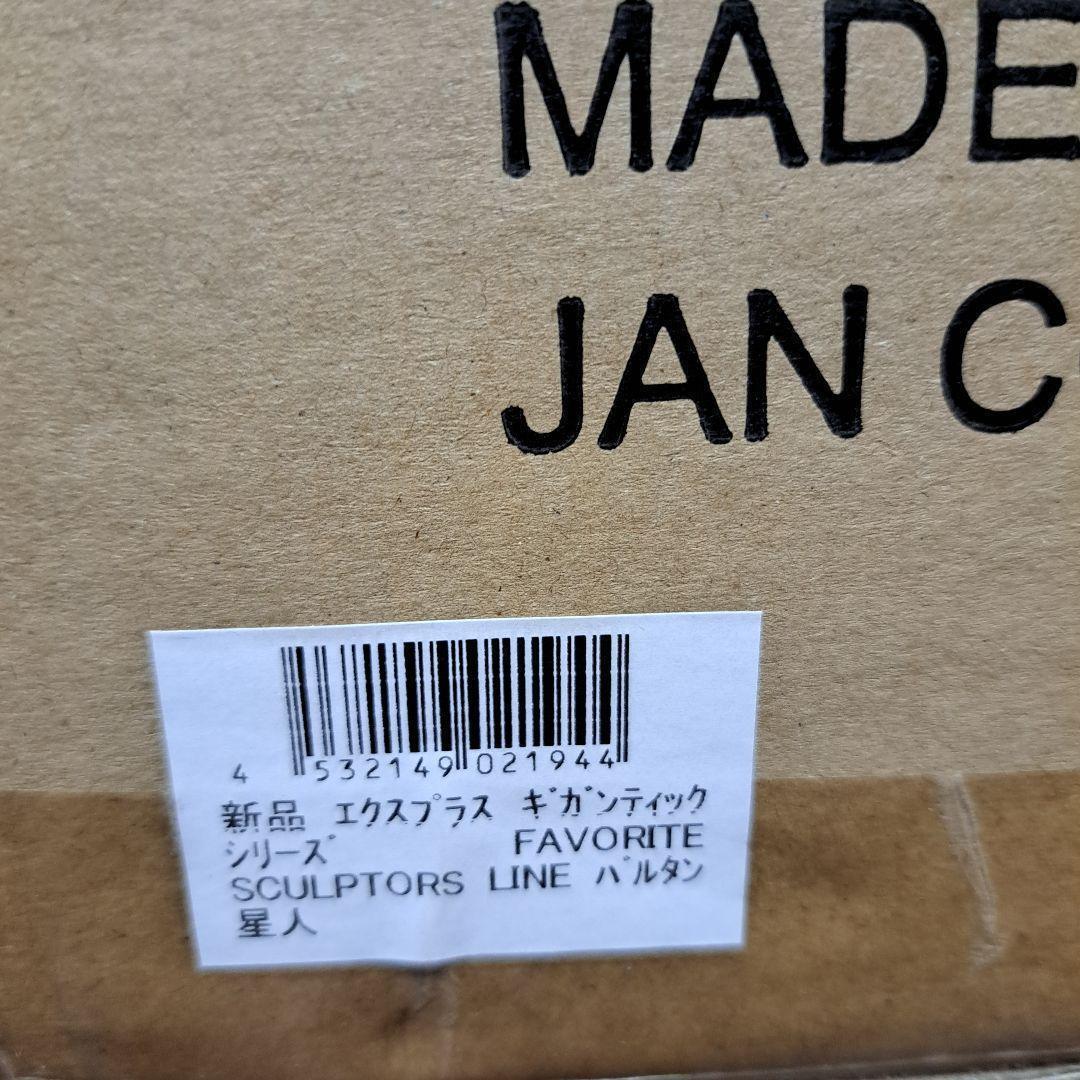 MADE
JAN C
4 532149 021944
新品 ｴｸｽﾌﾟﾗｽ ｷﾞｶﾞﾝﾃｨｯｸ
ｼﾘｰｽﾞ FAVORITE
SCULPTORS LINE ﾊﾞﾙﾀﾝ
星人